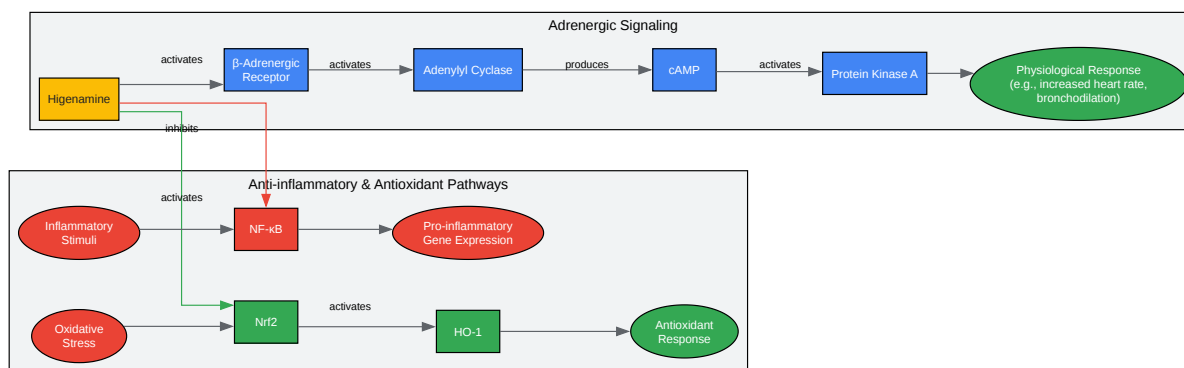 Adrenergic Signaling
activates
β-Adrenergic
Receptor
activates
Adenylyl Cyclase
produces
cAMP
activates
Protein Kinase A
Physiological Response
(e.g., increased heart rate,
bronchodilation)
Higenamine
inhibits
Anti-inflammatory & Antioxidant Pathways
activates
Inflammatory
Stimuli
NF-κB
Pro-inflammatory
Gene Expression
activates
Oxidative
Stress
Nrf2
HO-1
Antioxidant
Response